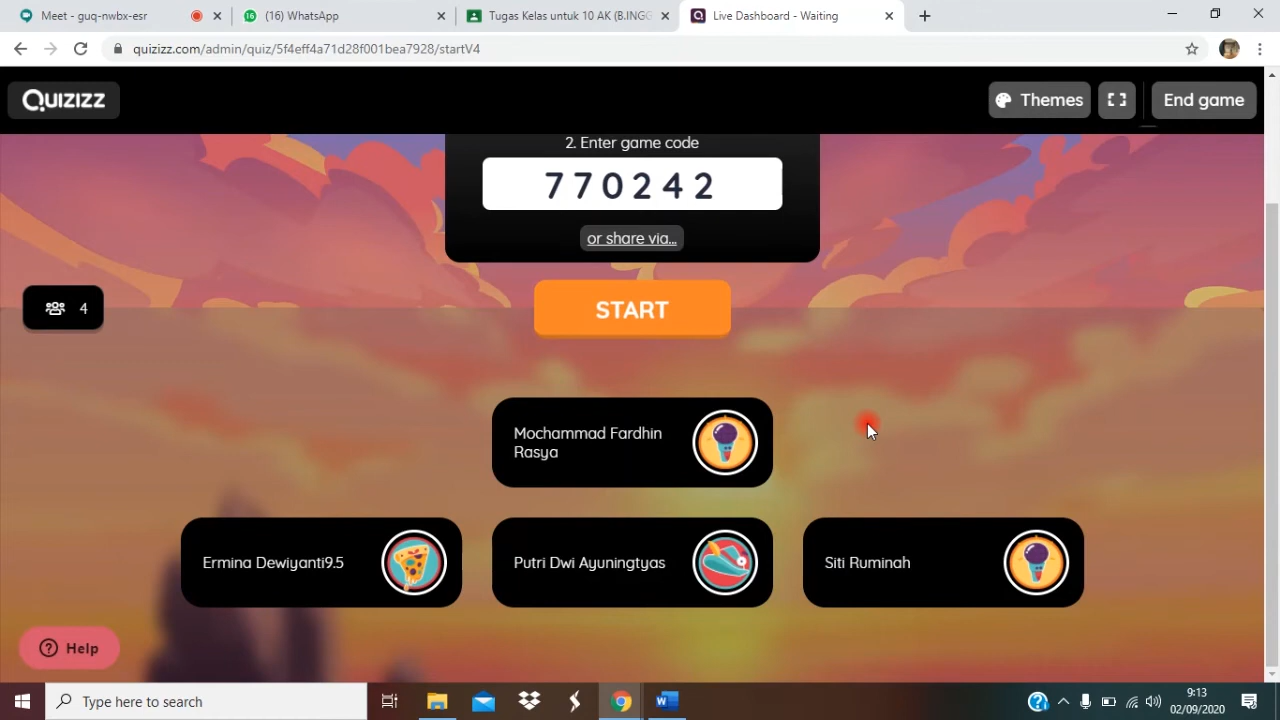 Meet - guq-nwbx-esr
(16) WhatsApp
Tugas Kelas untuk 10 AK (B.INGG
Live Dashboard - Waiting
quizizz.com/admin/quiz/5f4eff4a71d28f001bea7928/startV4
Quizizz
Themes
End game
2. Enter game code
770242
or share via...
4
START
Mochammad Fardhin
Rasya
Ermina Dewiyanti9.5
Putri Dwi Ayuningtyas
Siti Ruminah
Help
Type here to search
9:13
02/09/2020